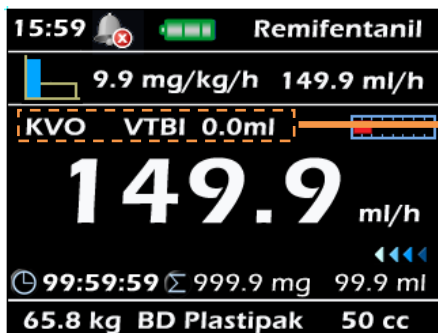 15:59 Remifentanil
9.9 mg/kg/h 149.9 ml/h
KVO VTBI 0.0ml
149.9 ml/h
99:59:59 Σ 999.9 mg 99.9 ml
65.8 kg BD Plastipak 50 cc